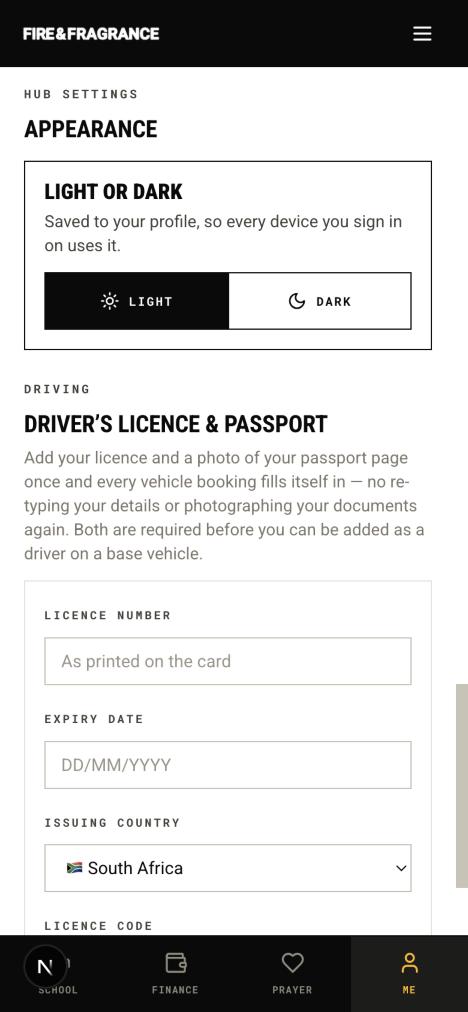 FIRE&FRAGRANCE
HUB SETTINGS
APPEARANCE
LIGHT OR DARK
Saved to your profile, so every device you sign in
on uses it.
LIGHT
DARK
DRIVING
DRIVER’S LICENCE & PASSPORT
Add your licence and a photo of your passport page
once and every vehicle booking fills itself in — no re-
typing your details or photographing your documents
again. Both are required before you can be added as a
driver on a base vehicle.
LICENCE NUMBER
As printed on the card
EXPIRY DATE
DD/MM/YYYY
ISSUING COUNTRY
South Africa
LICENCE CODE
N
SCHOOL
FINANCE
PRAYER
ME